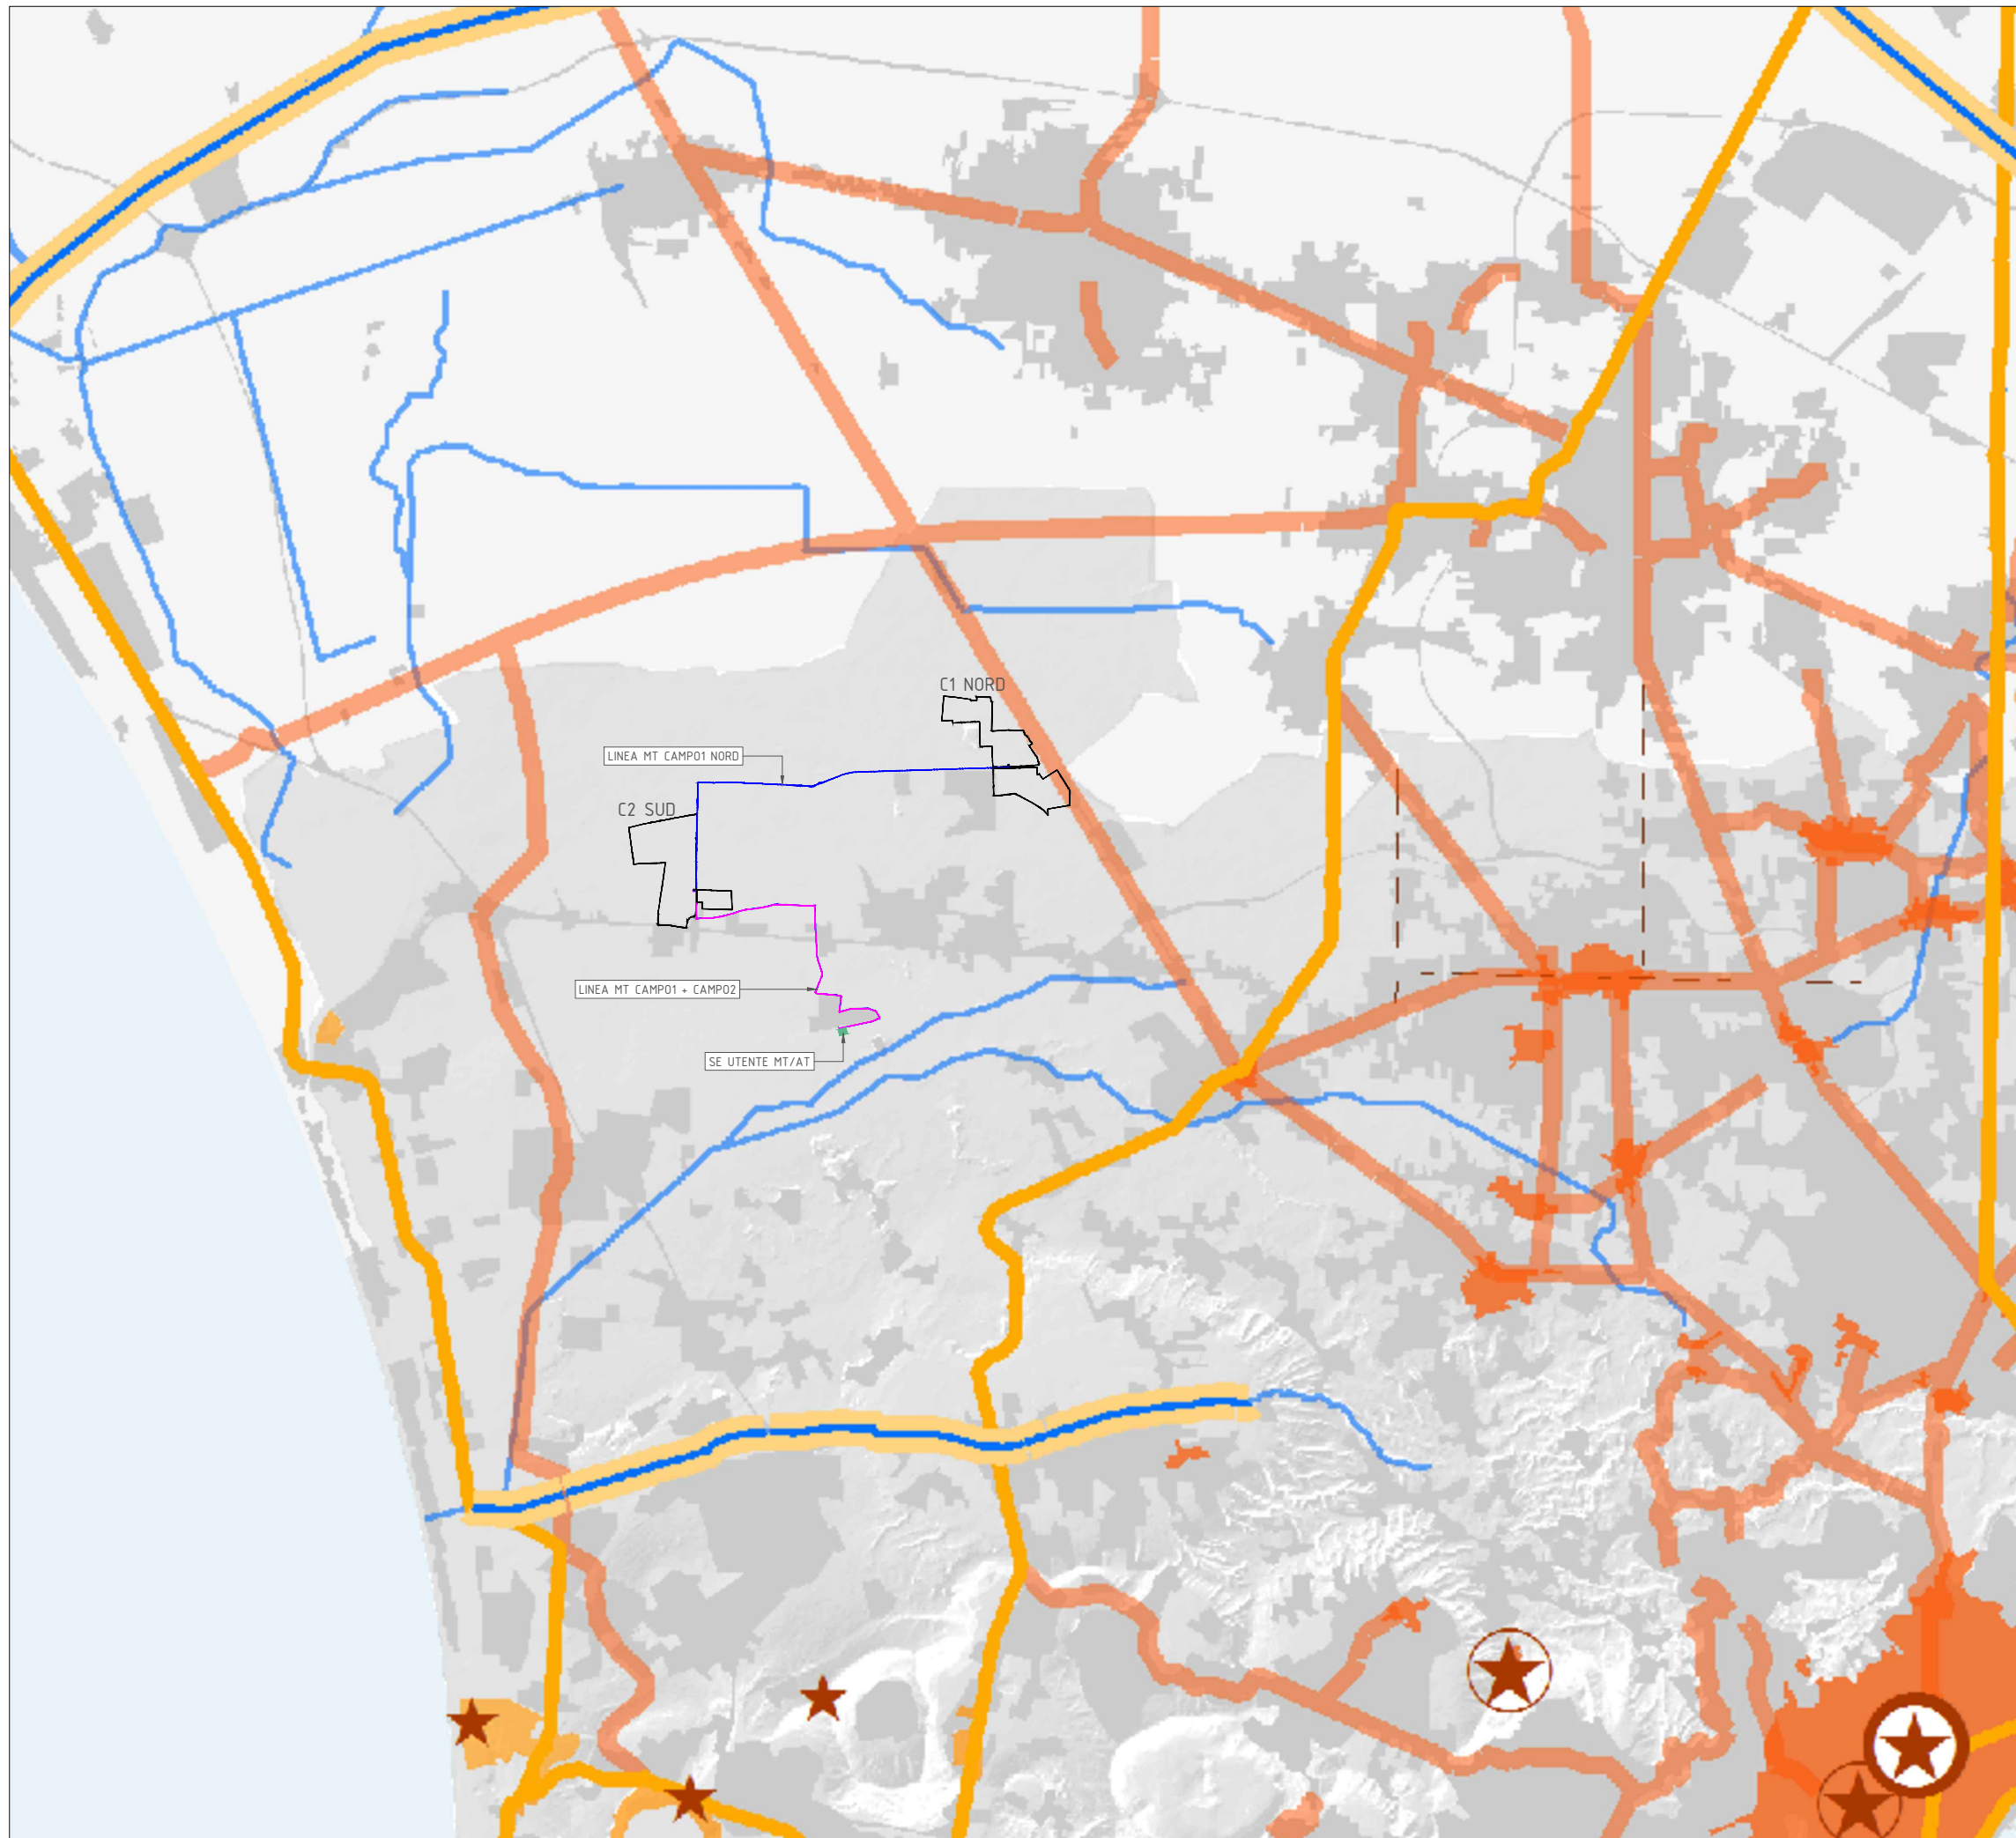 C1 NORD
LINEA MT CAMPO1 NORD
C2 SUD
LINEA MT CAMPO1 + CAMPO2
SE UTENTE MT/AT